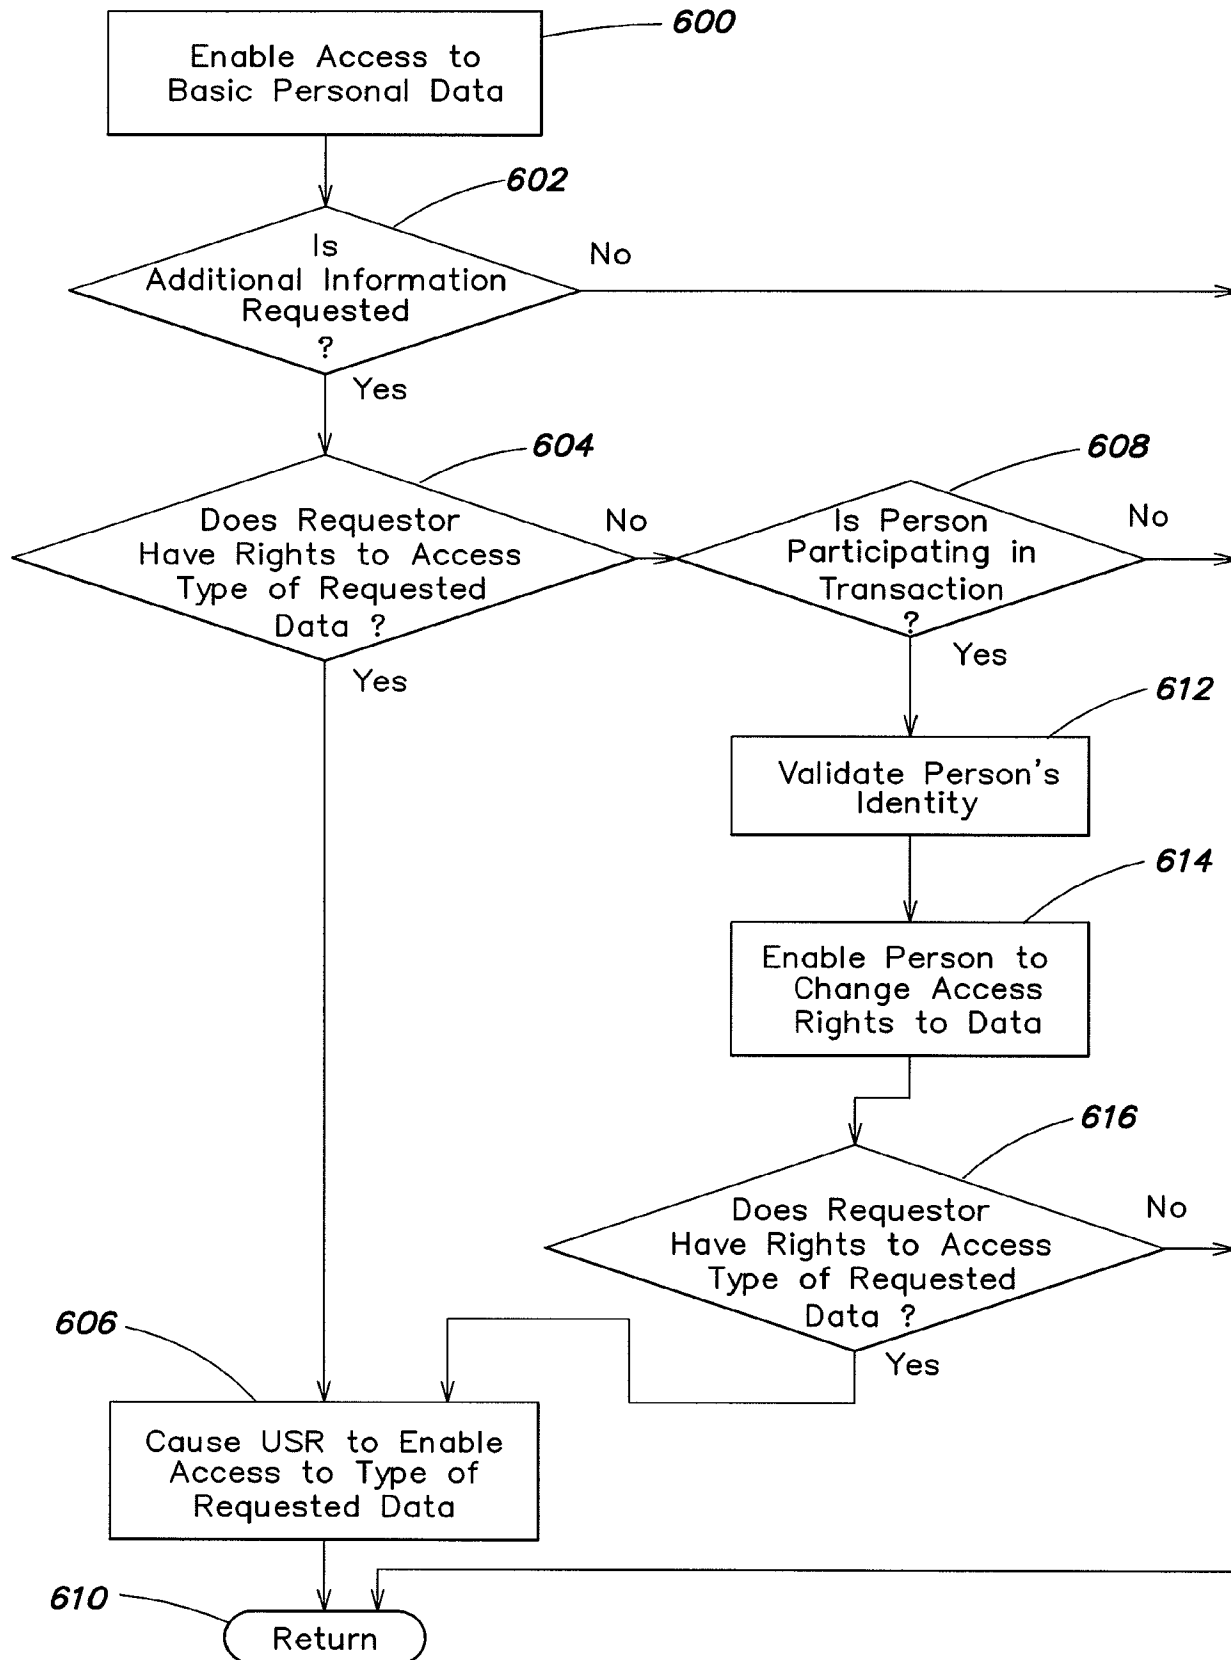 600
Enable Access to
Basic Personal Data
602
Is
Additional Information
Requested
?
No
Yes
604
Does Requestor
Have Rights to Access
Type of Requested
Data ?
No
Yes
608
Is Person
Participating in
Transaction
?
No
Yes
612
Validate Person's
Identity
614
Enable Person to
Change Access
Rights to Data
616
Does Requestor
Have Rights to Access
Type of Requested
Data ?
No
Yes
606
Cause USR to Enable
Access to Type of
Requested Data
610
Return